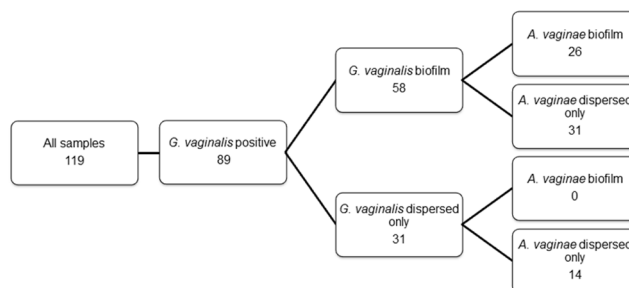 All samples
119
G. vaginalis positive
89
G. vaginalis biofilm
58
G. vaginalis dispersed
only
31
A. vaginae biofilm
26
A. vaginae dispersed
only
31
A. vaginae biofilm
0
A. vaginae dispersed
only
14